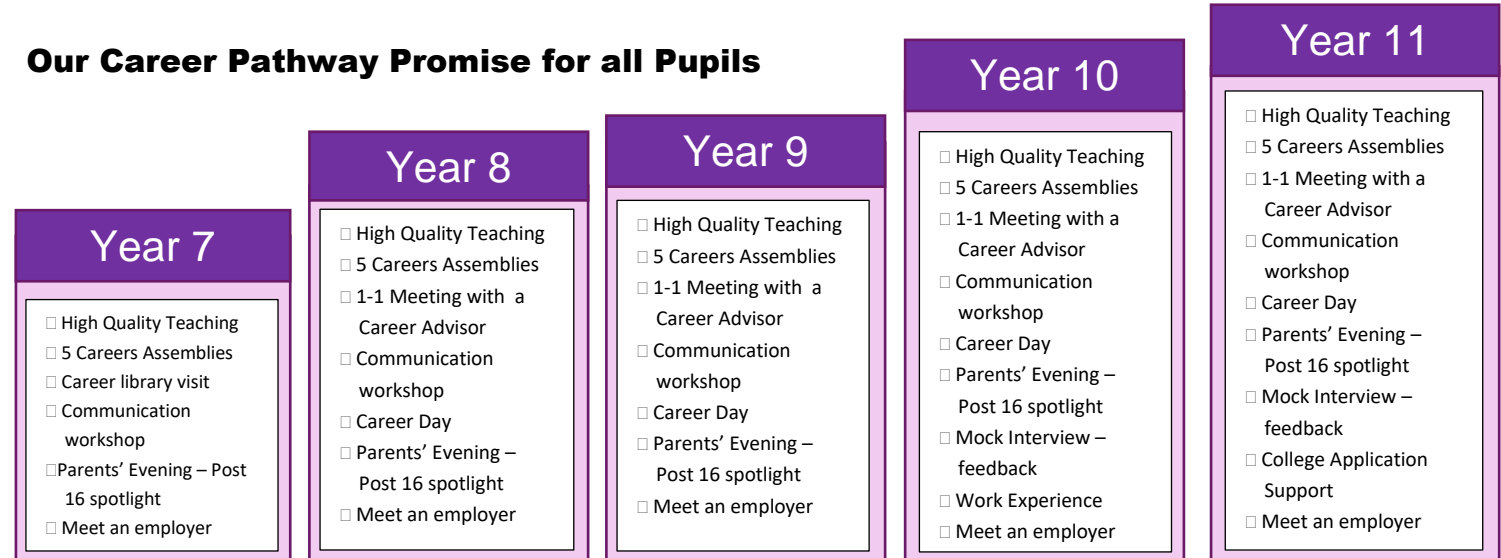 Our Career Pathway Promise for all Pupils
Year 7
□ High Quality Teaching
□ 5 Careers Assemblies
□ Career library visit
□ Communication
workshop
□Parents’ Evening – Post
16 spotlight
□ Meet an employer
Year 8
□ High Quality Teaching
□ 5 Careers Assemblies
□ 1-1 Meeting with a
Career Advisor
□ Communication
workshop
□ Career Day
□ Parents’ Evening –
Post 16 spotlight
□ Meet an employer
Year 9
□ High Quality Teaching
□ 5 Careers Assemblies
□ 1-1 Meeting with a
Career Advisor
□ Communication
workshop
□ Career Day
□ Parents’ Evening –
Post 16 spotlight
□ Meet an employer
Year 10
□ High Quality Teaching
□ 5 Careers Assemblies
□ 1-1 Meeting with a
Career Advisor
□ Communication
workshop
□ Career Day
□ Parents’ Evening –
Post 16 spotlight
□ Mock Interview –
feedback
□ Work Experience
□ Meet an employer
Year 11
□ High Quality Teaching
□ 5 Careers Assemblies
□ 1-1 Meeting with a
Career Advisor
□ Communication
workshop
□ Career Day
□ Parents’ Evening –
Post 16 spotlight
□ Mock Interview –
feedback
□ College Application
Support
□ Meet an employer